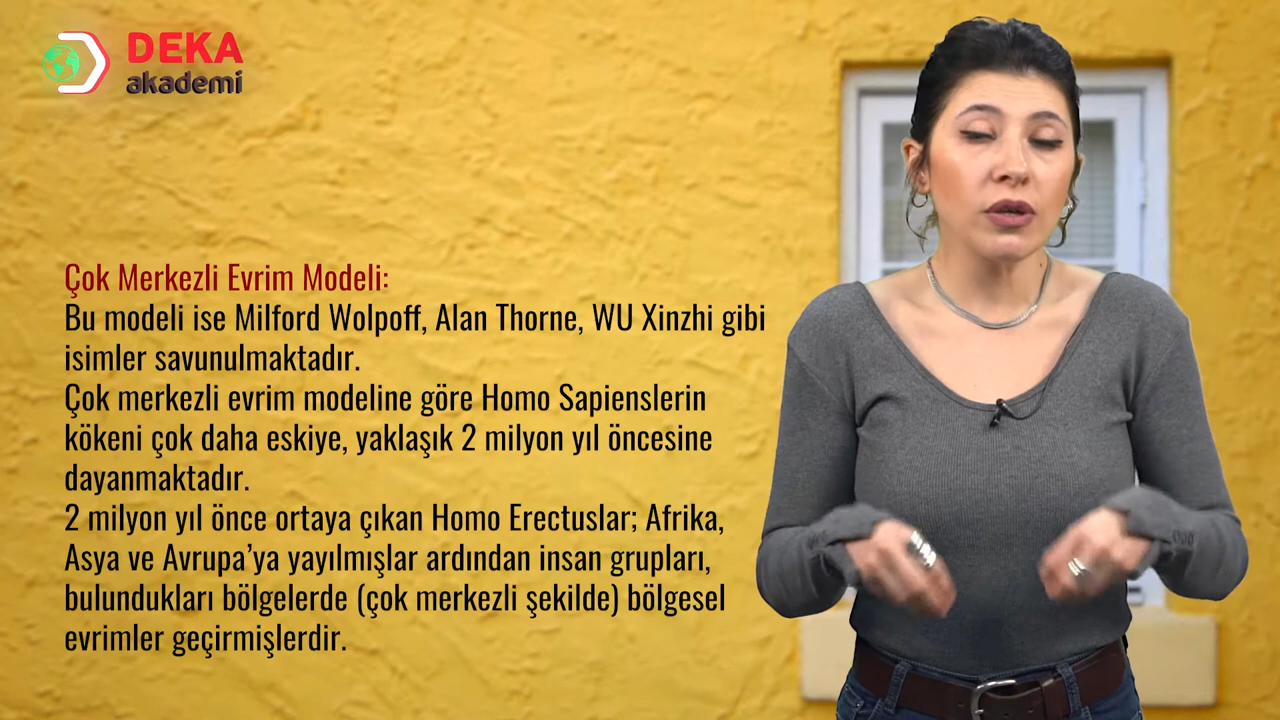 DEKA
akademi
Çok Merkezli Evrim Modeli:
Bu modeli ise Milford Wolpoff, Alan Thorne, WU Xinzhi gibi
isimler savunulmaktadır.
Çok merkezli evrim modeline göre Homo Sapienslerin
kökeni çok daha eskiye, yaklaşık 2 milyon yıl öncesine
dayanmaktadır.
2 milyon yıl önce ortaya çıkan Homo Erectuslar; Afrika,
Asya ve Avrupa’ya yayılmışlar ardından insan grupları,
bulundukları bölgelerde (çok merkezli şekilde) bölgesel
evrimler geçirmişlerdir.